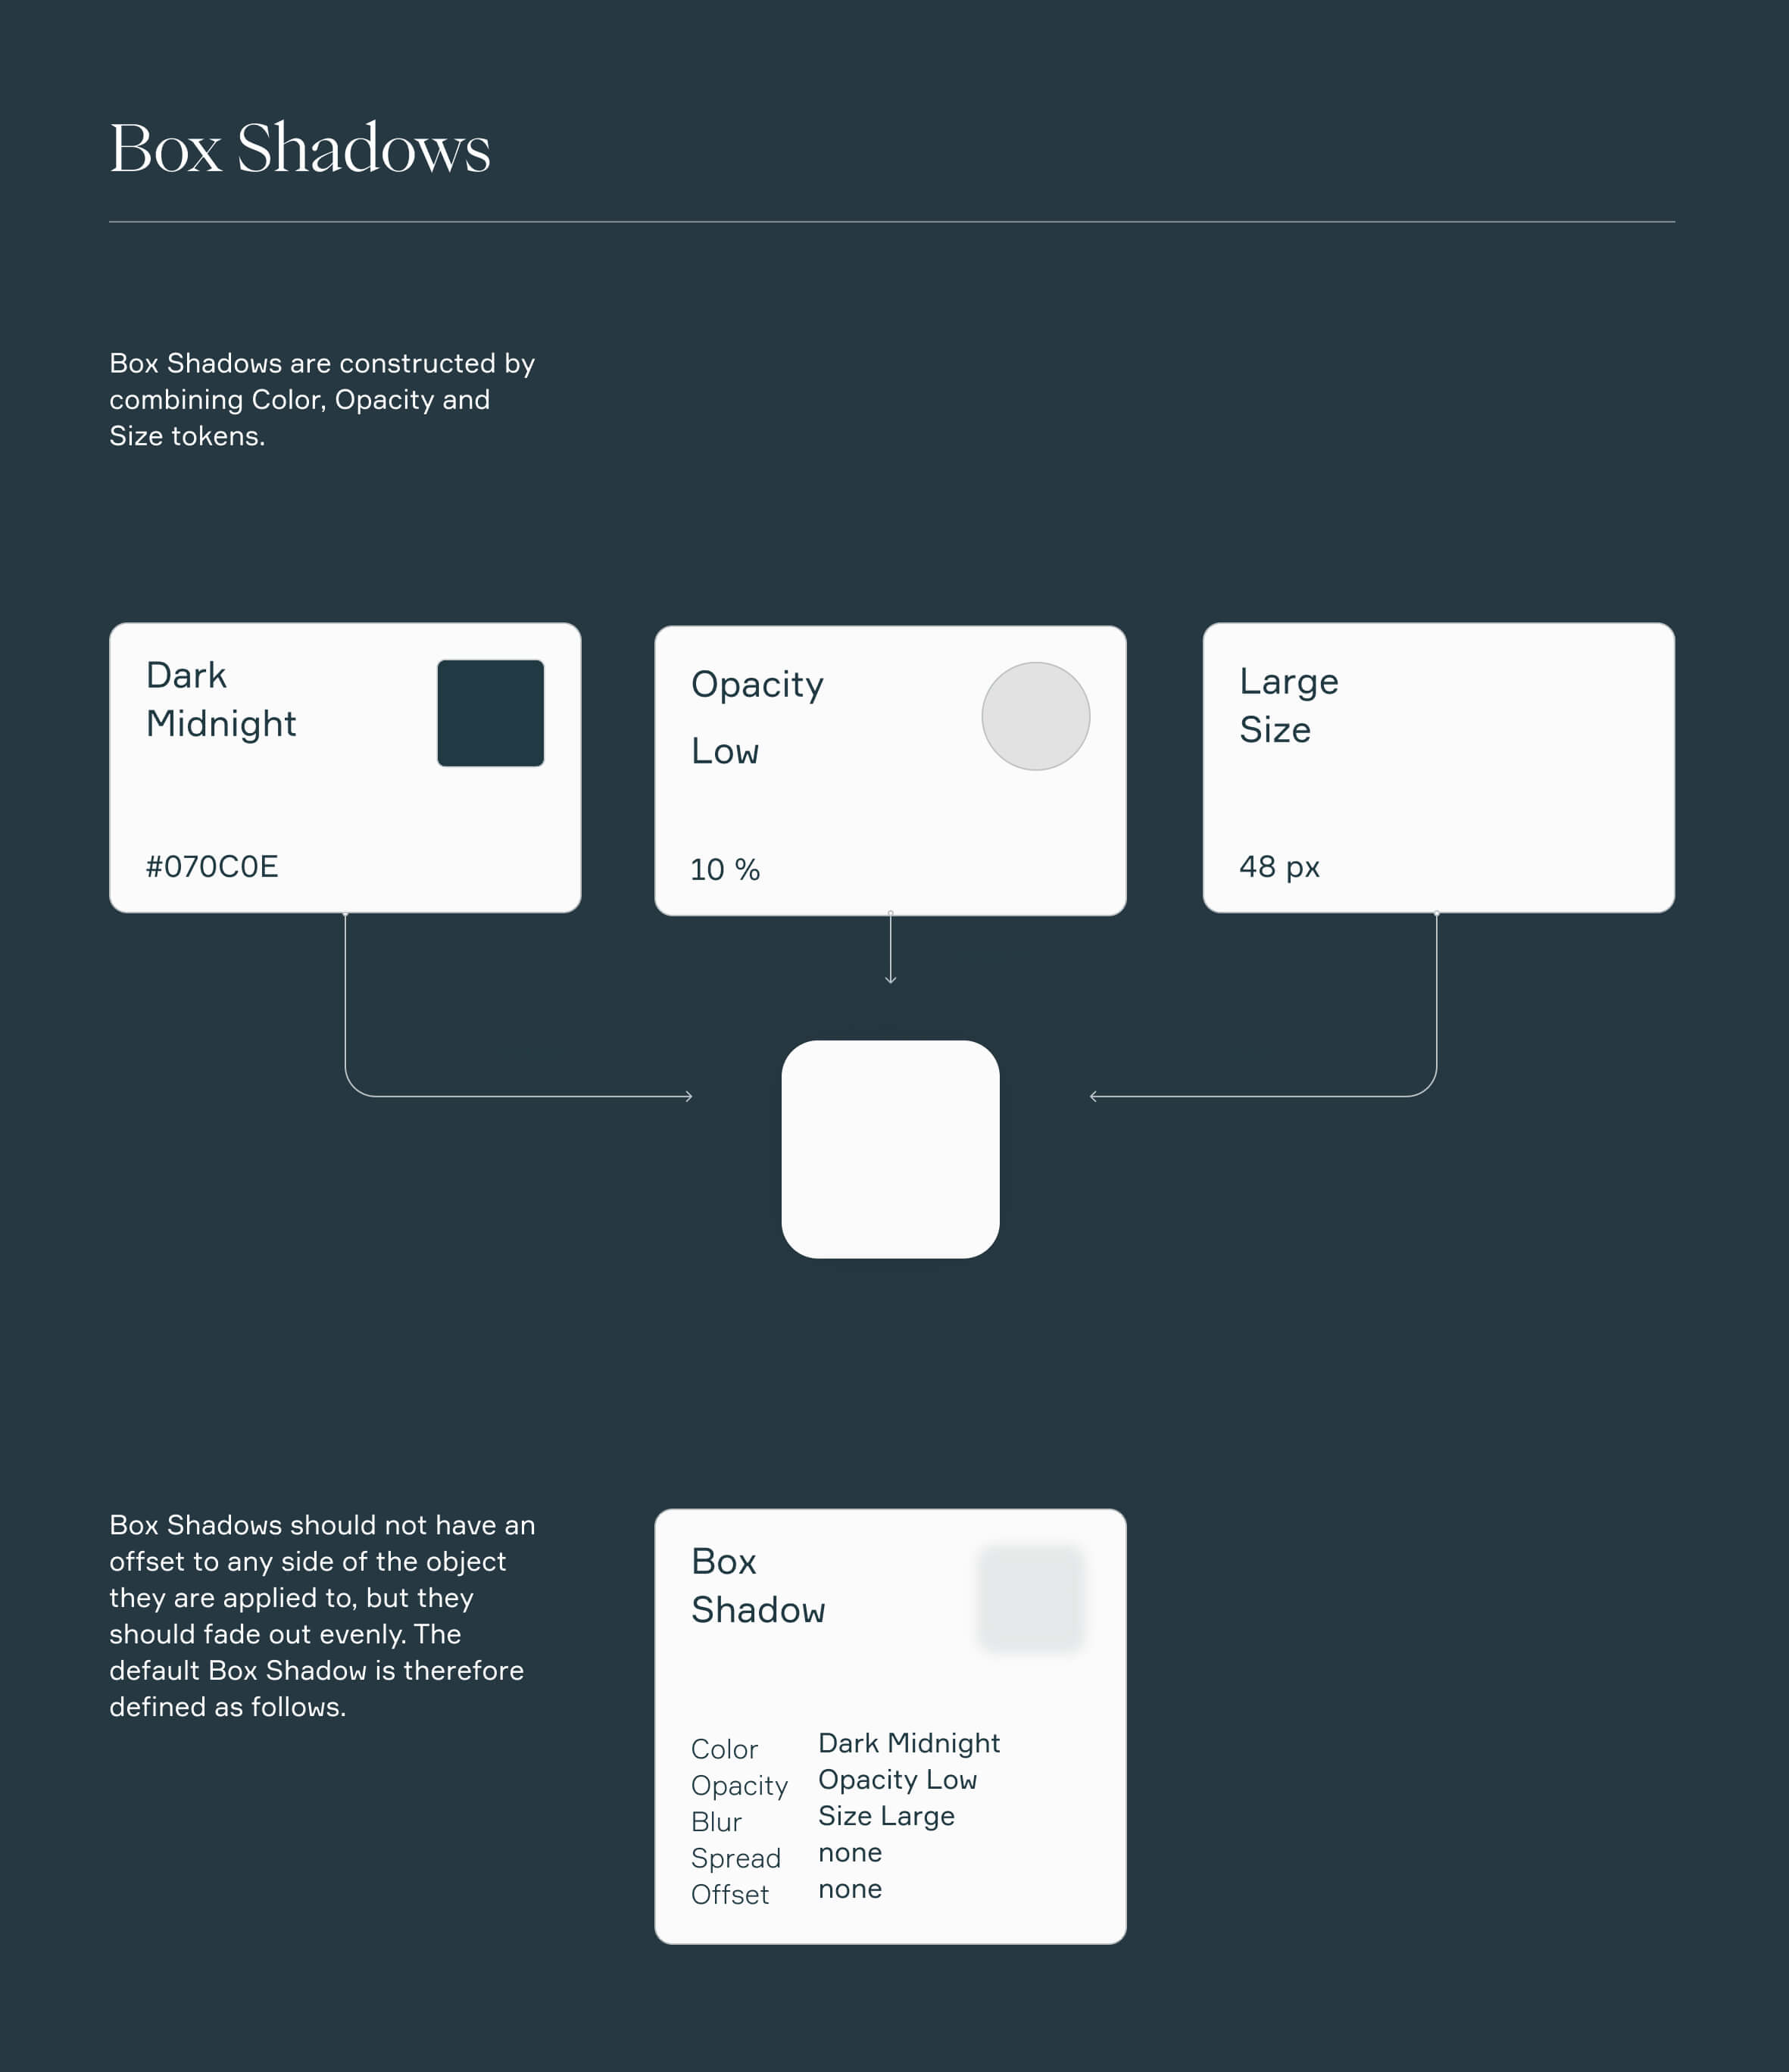 Box Shadows
Box Shadows are constructed by
combining Color, Opacity and
Size tokens.
Dark
Midnight
#070C0E
Opacity
Low
10 %
Large
Size
48 px
Box Shadows should not have an
offset to any side of the object
they are applied to, but they
should fade out evenly. The
default Box Shadow is therefore
defined as follows.
Box
Shadow
Color Dark Midnight
Opacity Opacity Low
Blur Size Large
Spread none
Offset none